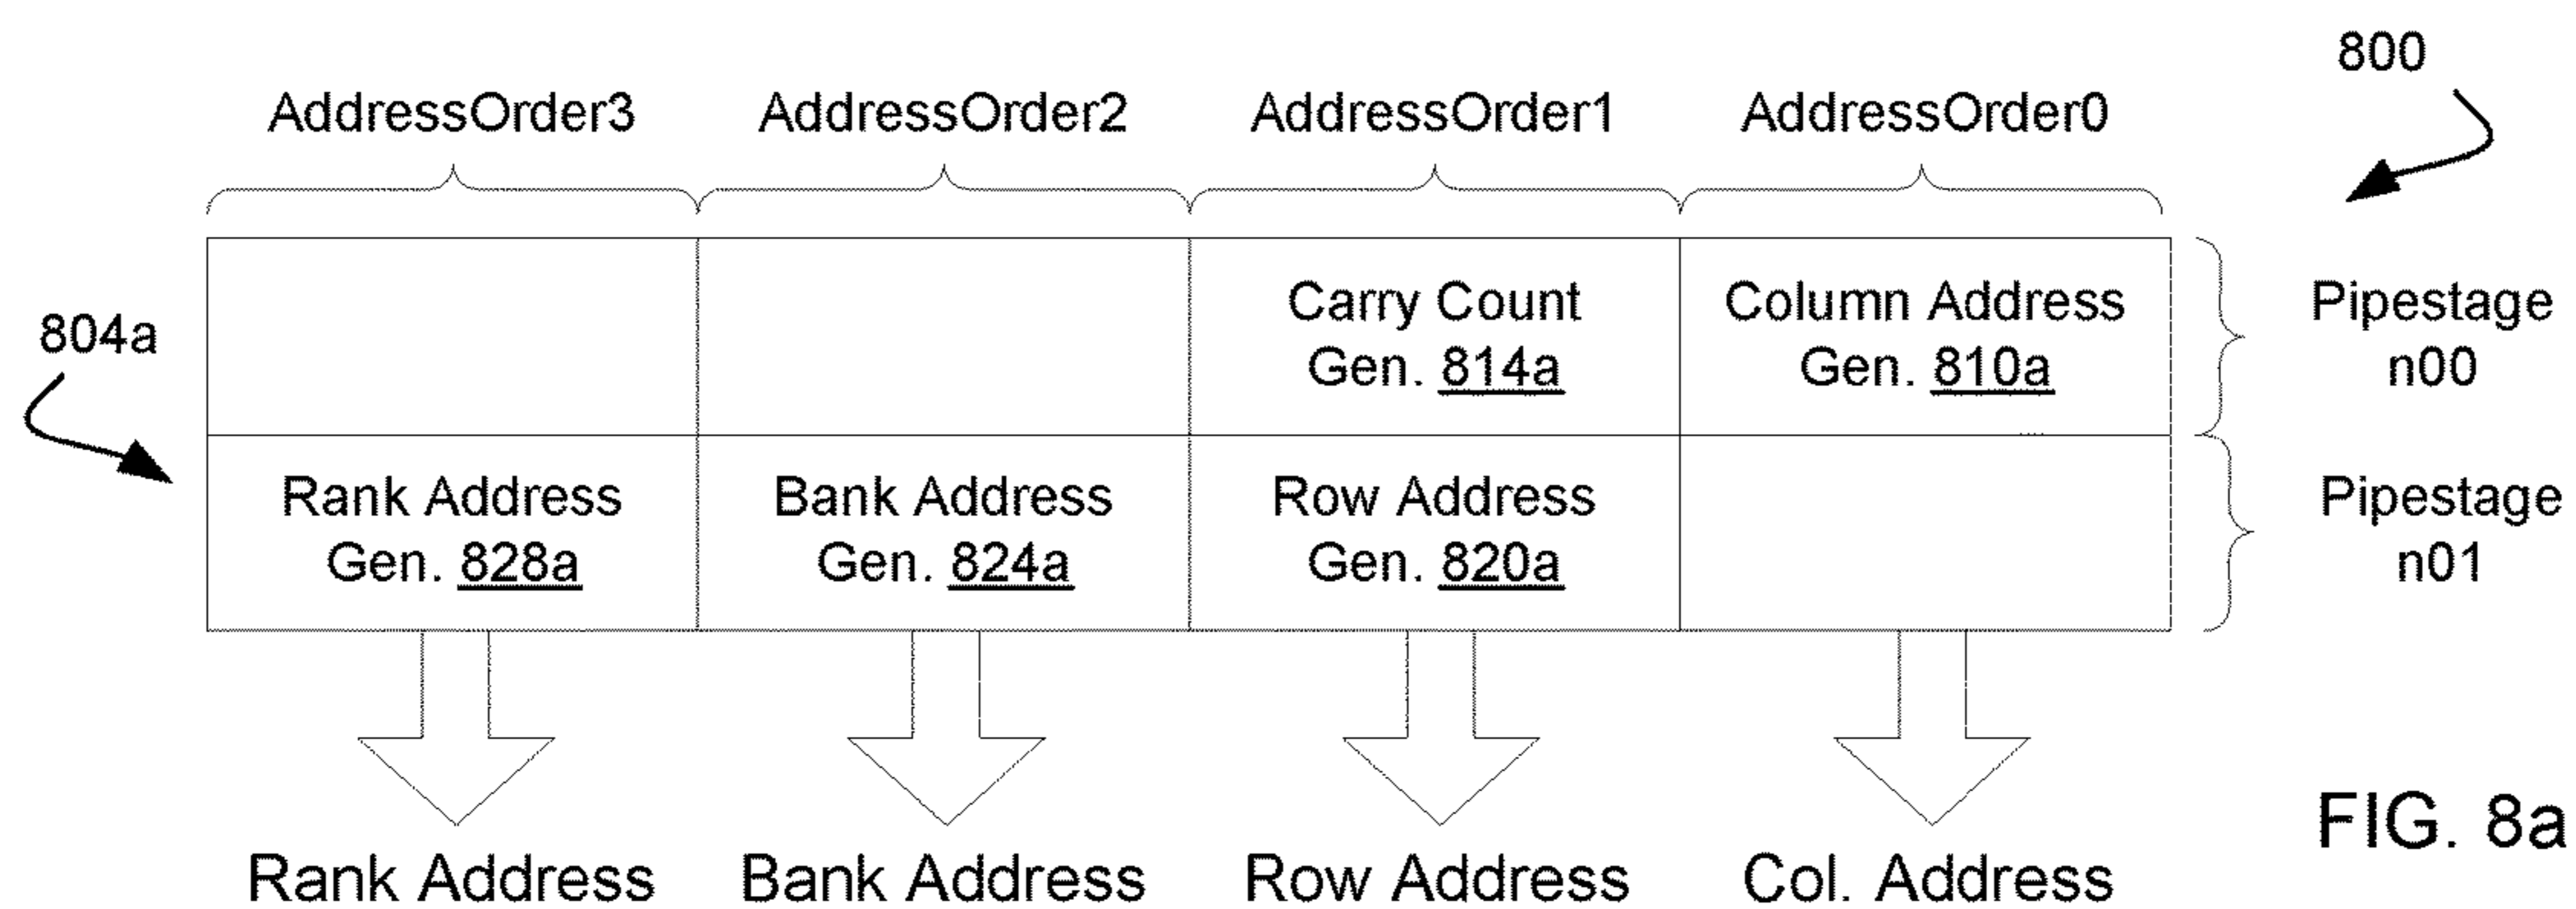 800
AddressOrder3 AddressOrder2 AddressOrder1 AddressOrder0
804a
Carry Count Column Address Pipestage
Gen. 814a Gen. 810a n00
Rank Address Bank Address Row Address Pipestage
Gen. 828a Gen. 824a Gen. 820a n01
FIG. 8a
Rank Address Bank Address Row Address Col. Address